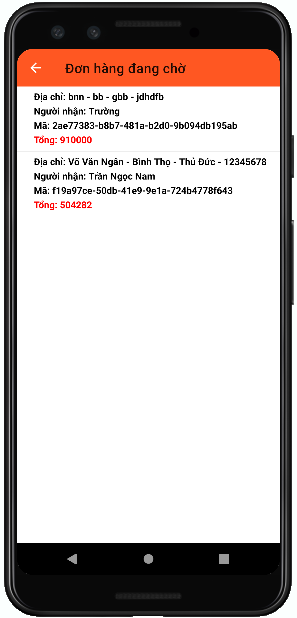 Đơn hàng đang chờ
Địa chỉ: bnn - bb - gbb - jdhdfb
Người nhận: Trường
Mã: 2ae77383-b8b7-481a-b2d0-9b094db195ab
Tổng: 910000
Địa chỉ: Võ Văn Ngân - Bình Thọ - Thủ Đức - 12345678
Người nhận: Trần Ngọc Nam
Mã: f19a97ce-50db-41e9-9e1a-724b4778f643
Tổng: 504282